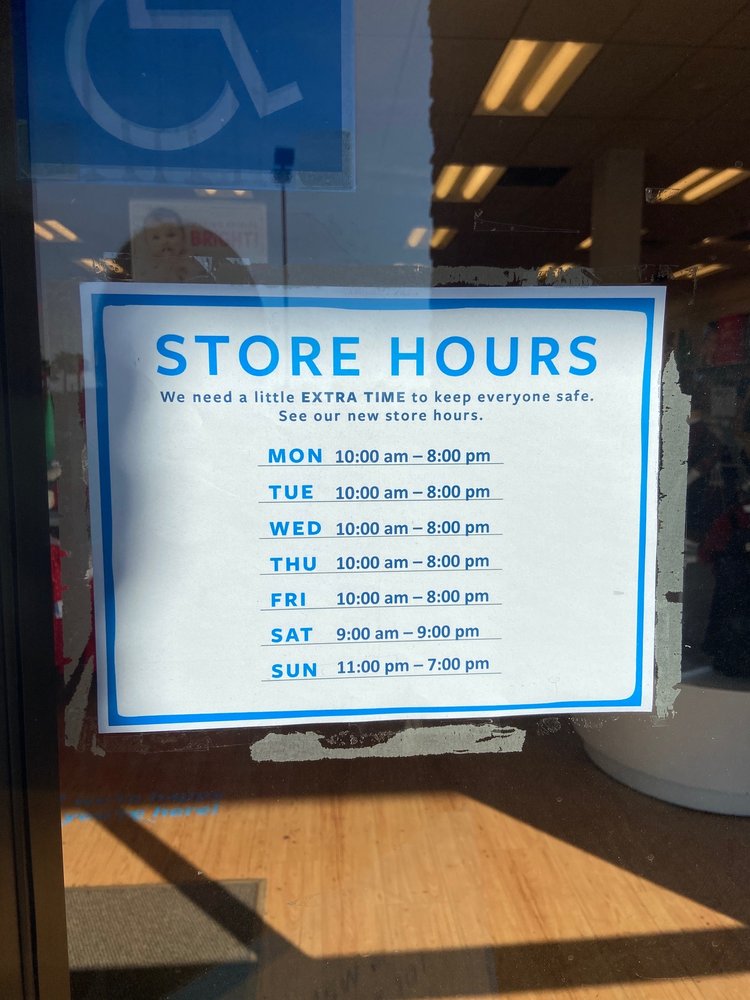 STORE HOURS
We need a little EXTRA TIME to keep everyone safe.
See our new store hours.
MON 10:00 am – 8:00 pm
TUE 10:00 am – 8:00 pm
WED 10:00 am – 8:00 pm
THU 10:00 am – 8:00 pm
FRI 10:00 am – 8:00 pm
SAT 9:00 am – 9:00 pm
SUN 11:00 pm – 7:00 pm